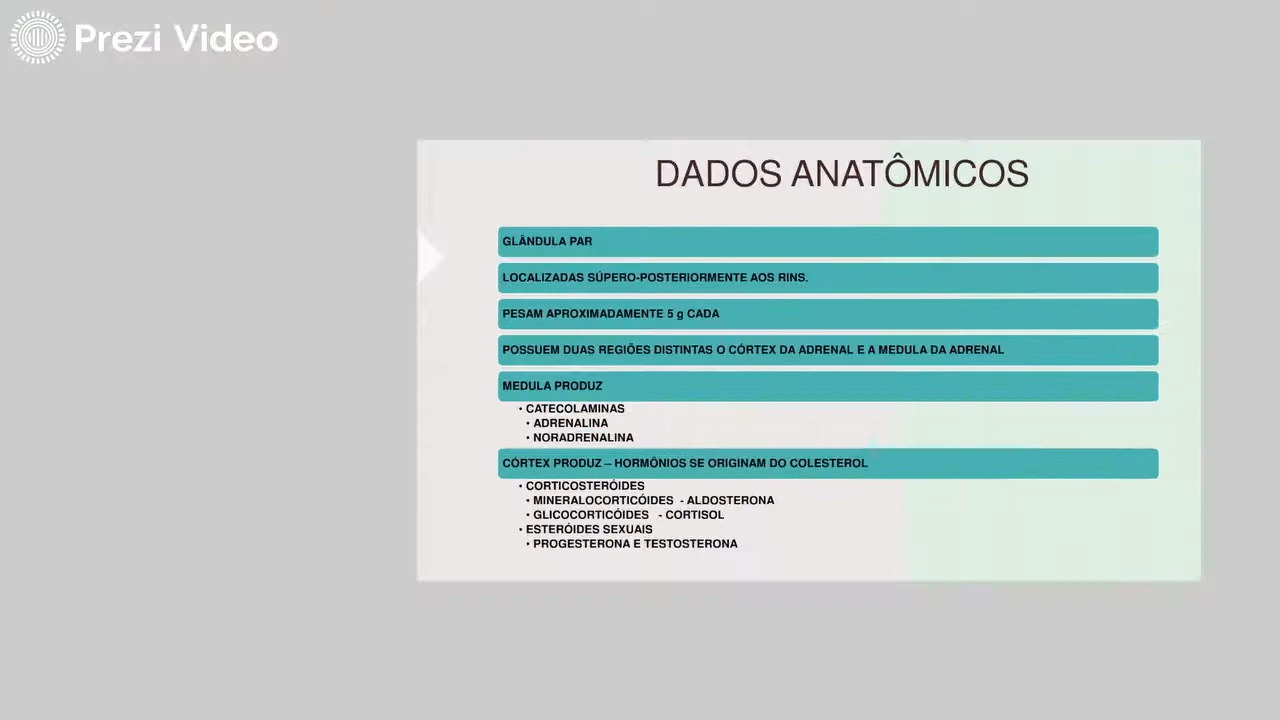 Prezi Video
DADOS ANATÔMICOS
GLÂNDULA PAR
LOCALIZADAS SÚPERO-POSTERIORMENTE AOS RINS.
PESAM APROXIMADAMENTE 5 g CADA
POSSUEM DUAS REGIÕES DISTINTAS O CÓRTEX DA ADRENAL E A MEDULA DA ADRENAL
MEDULA PRODUZ
• CATECOLAMINAS
• ADRENALINA
• NORADRENALINA
CÓRTEX PRODUZ – HORMÔNIOS SE ORIGINAM DO COLESTEROL
• CORTICOSTERÓIDES
• MINERALOCORTICÓIDES - ALDOSTERONA
• GLICOCORTICÓIDES - CORTISOL
• ESTERÓIDES SEXUAIS
• PROGESTERONA E TESTOSTERONA